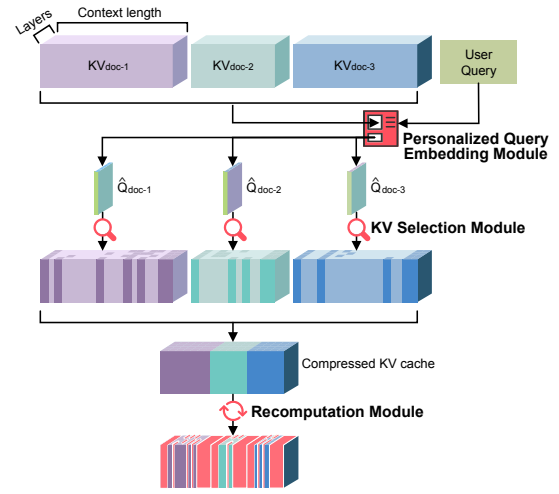 Layers
Context length
KVdoc-1
KVdoc-2
KVdoc-3
User
Query
Personalized Query
Embedding Module
Q̂doc-1
Q̂doc-2
Q̂doc-3
KV Selection Module
Compressed KV cache
Recomputation Module